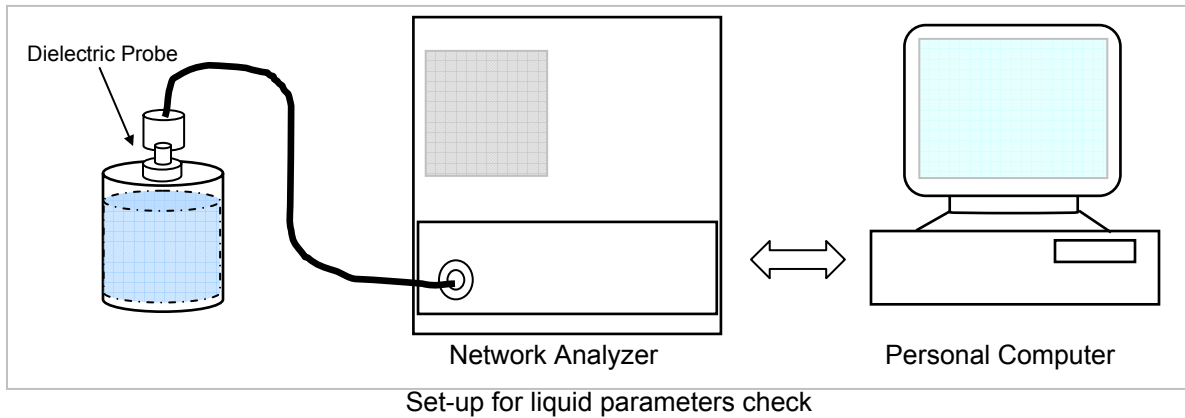 Dielectric Probe
Network Analyzer
Personal Computer
Set-up for liquid parameters check